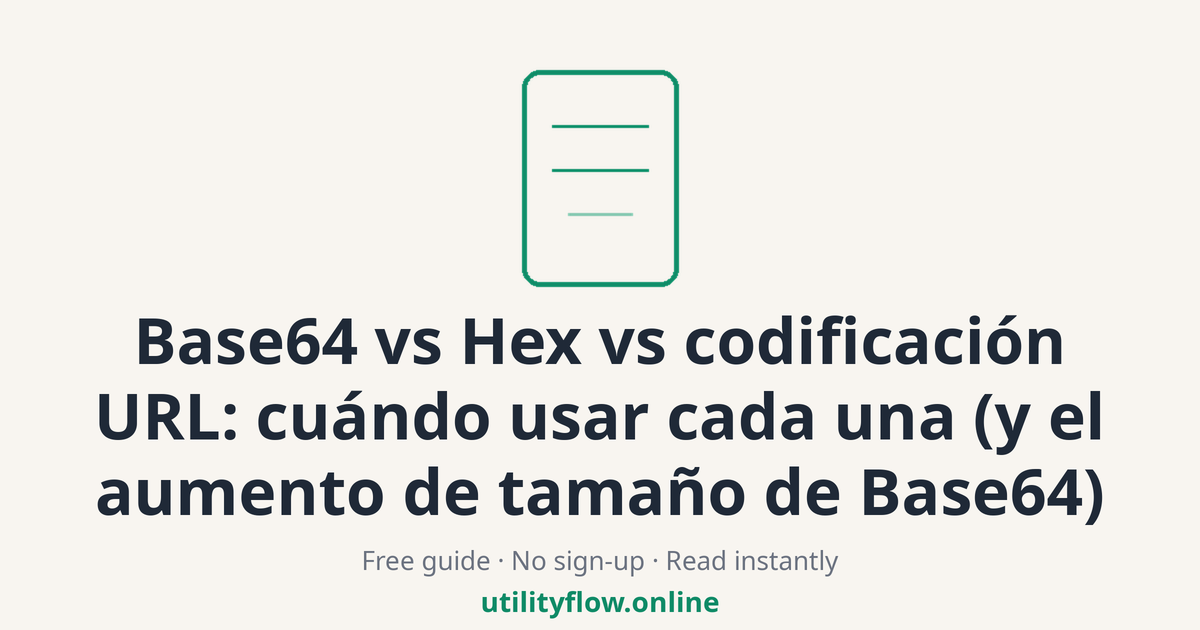 Base64 vs Hex vs codificación
URL: cuándo usar cada una (y el
aumento de tamaño de Base64)
Free guide · No sign-up · Read instantly
utilityflow.online